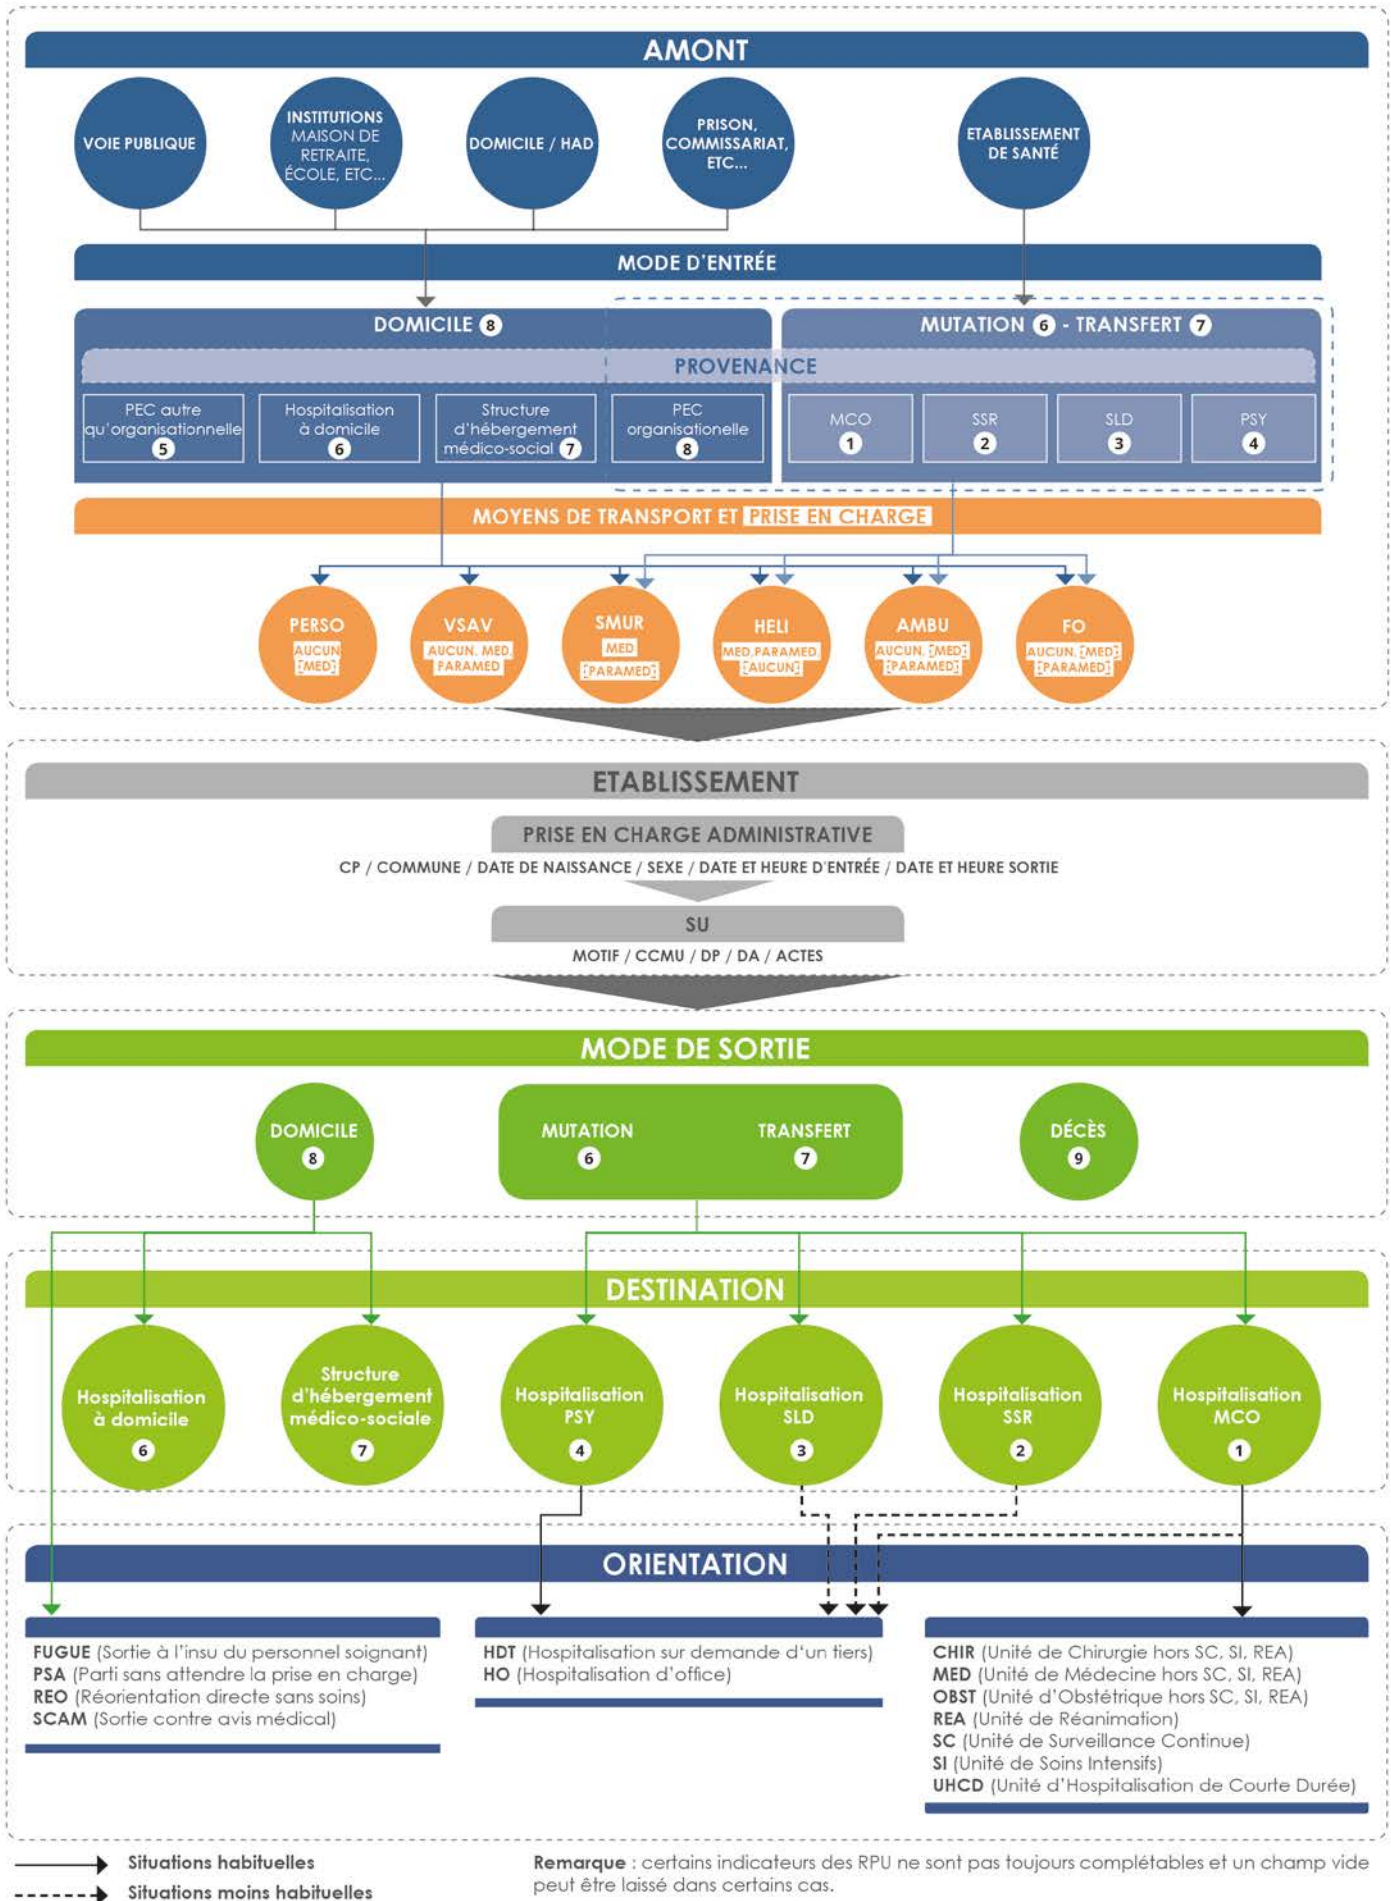 AMONT
VOIE PUBLIQUE
INSTITUTIONS
MAISON DE
RETRAITE,
ÉCOLE, ETC...
DOMICILE / HAD
PRISON,
COMMISSARIAT,
ETC...
ETABLISSEMENT
DE SANTÉ
MODE D'ENTRÉE
DOMICILE 8
MUTATION 6 - TRANSFERT 7
PROVENANCE
PEC autre
qu'organisationnelle
5
Hospitalisation
à domicile
6
Structure
d'hébergement
médico-social 7
PEC
organisationelle
8
MCO
1
SSR
2
SLD
3
PSY
4
MOYENS DE TRANSPORT ET PRISE EN CHARGE
PERSO
AUCUN
[MED]
VSAV
AUCUN, MED,
PARAMED
SMUR
MED
[PARAMED]
HELI
MED,PARAMED
[AUCUN]
AMBU
AUCUN, [MED]
[PARAMED]
FO
AUCUN, [MED]
[PARAMED]
ETABLISSEMENT
PRISE EN CHARGE ADMINISTRATIVE
CP / COMMUNE / DATE DE NAISSANCE / SEXE / DATE ET HEURE D'ENTRÉE / DATE ET HEURE SORTIE
SU
MOTIF / CCMU / DP / DA / ACTES
MODE DE SORTIE
DOMICILE
8
MUTATION
6
TRANSFERT
7
DÉCÈS
9
DESTINATION
Hospitalisation
à domicile
6
Structure
d'hébergement
médico-sociale
7
Hospitalisation
PSY
4
Hospitalisation
SLD
3
Hospitalisation
SSR
2
Hospitalisation
MCO
1
ORIENTATION
FUGUE (Sortie à l'insu du personnel soignant)
PSA (Parti sans attendre la prise en charge)
REO (Réorientation directe sans soins)
SCAM (Sortie contre avis médical)
HDT (Hospitalisation sur demande d'un tiers)
HO (Hospitalisation d'office)
CHIR (Unité de Chirurgie hors SC, SI, REA)
MED (Unité de Médecine hors SC, SI, REA)
OBST (Unité d'Obstétrique hors SC, SI, REA)
REA (Unité de Réanimation)
SC (Unité de Surveillance Continue)
SI (Unité de Soins Intensifs)
UHCD (Unité d'Hospitalisation de Courte Durée)
Situations habituelles
Situations moins habituelles
Remarque : certains indicateurs des RPU ne sont pas toujours complétables et un champ vide
peut être laissé dans certains cas.